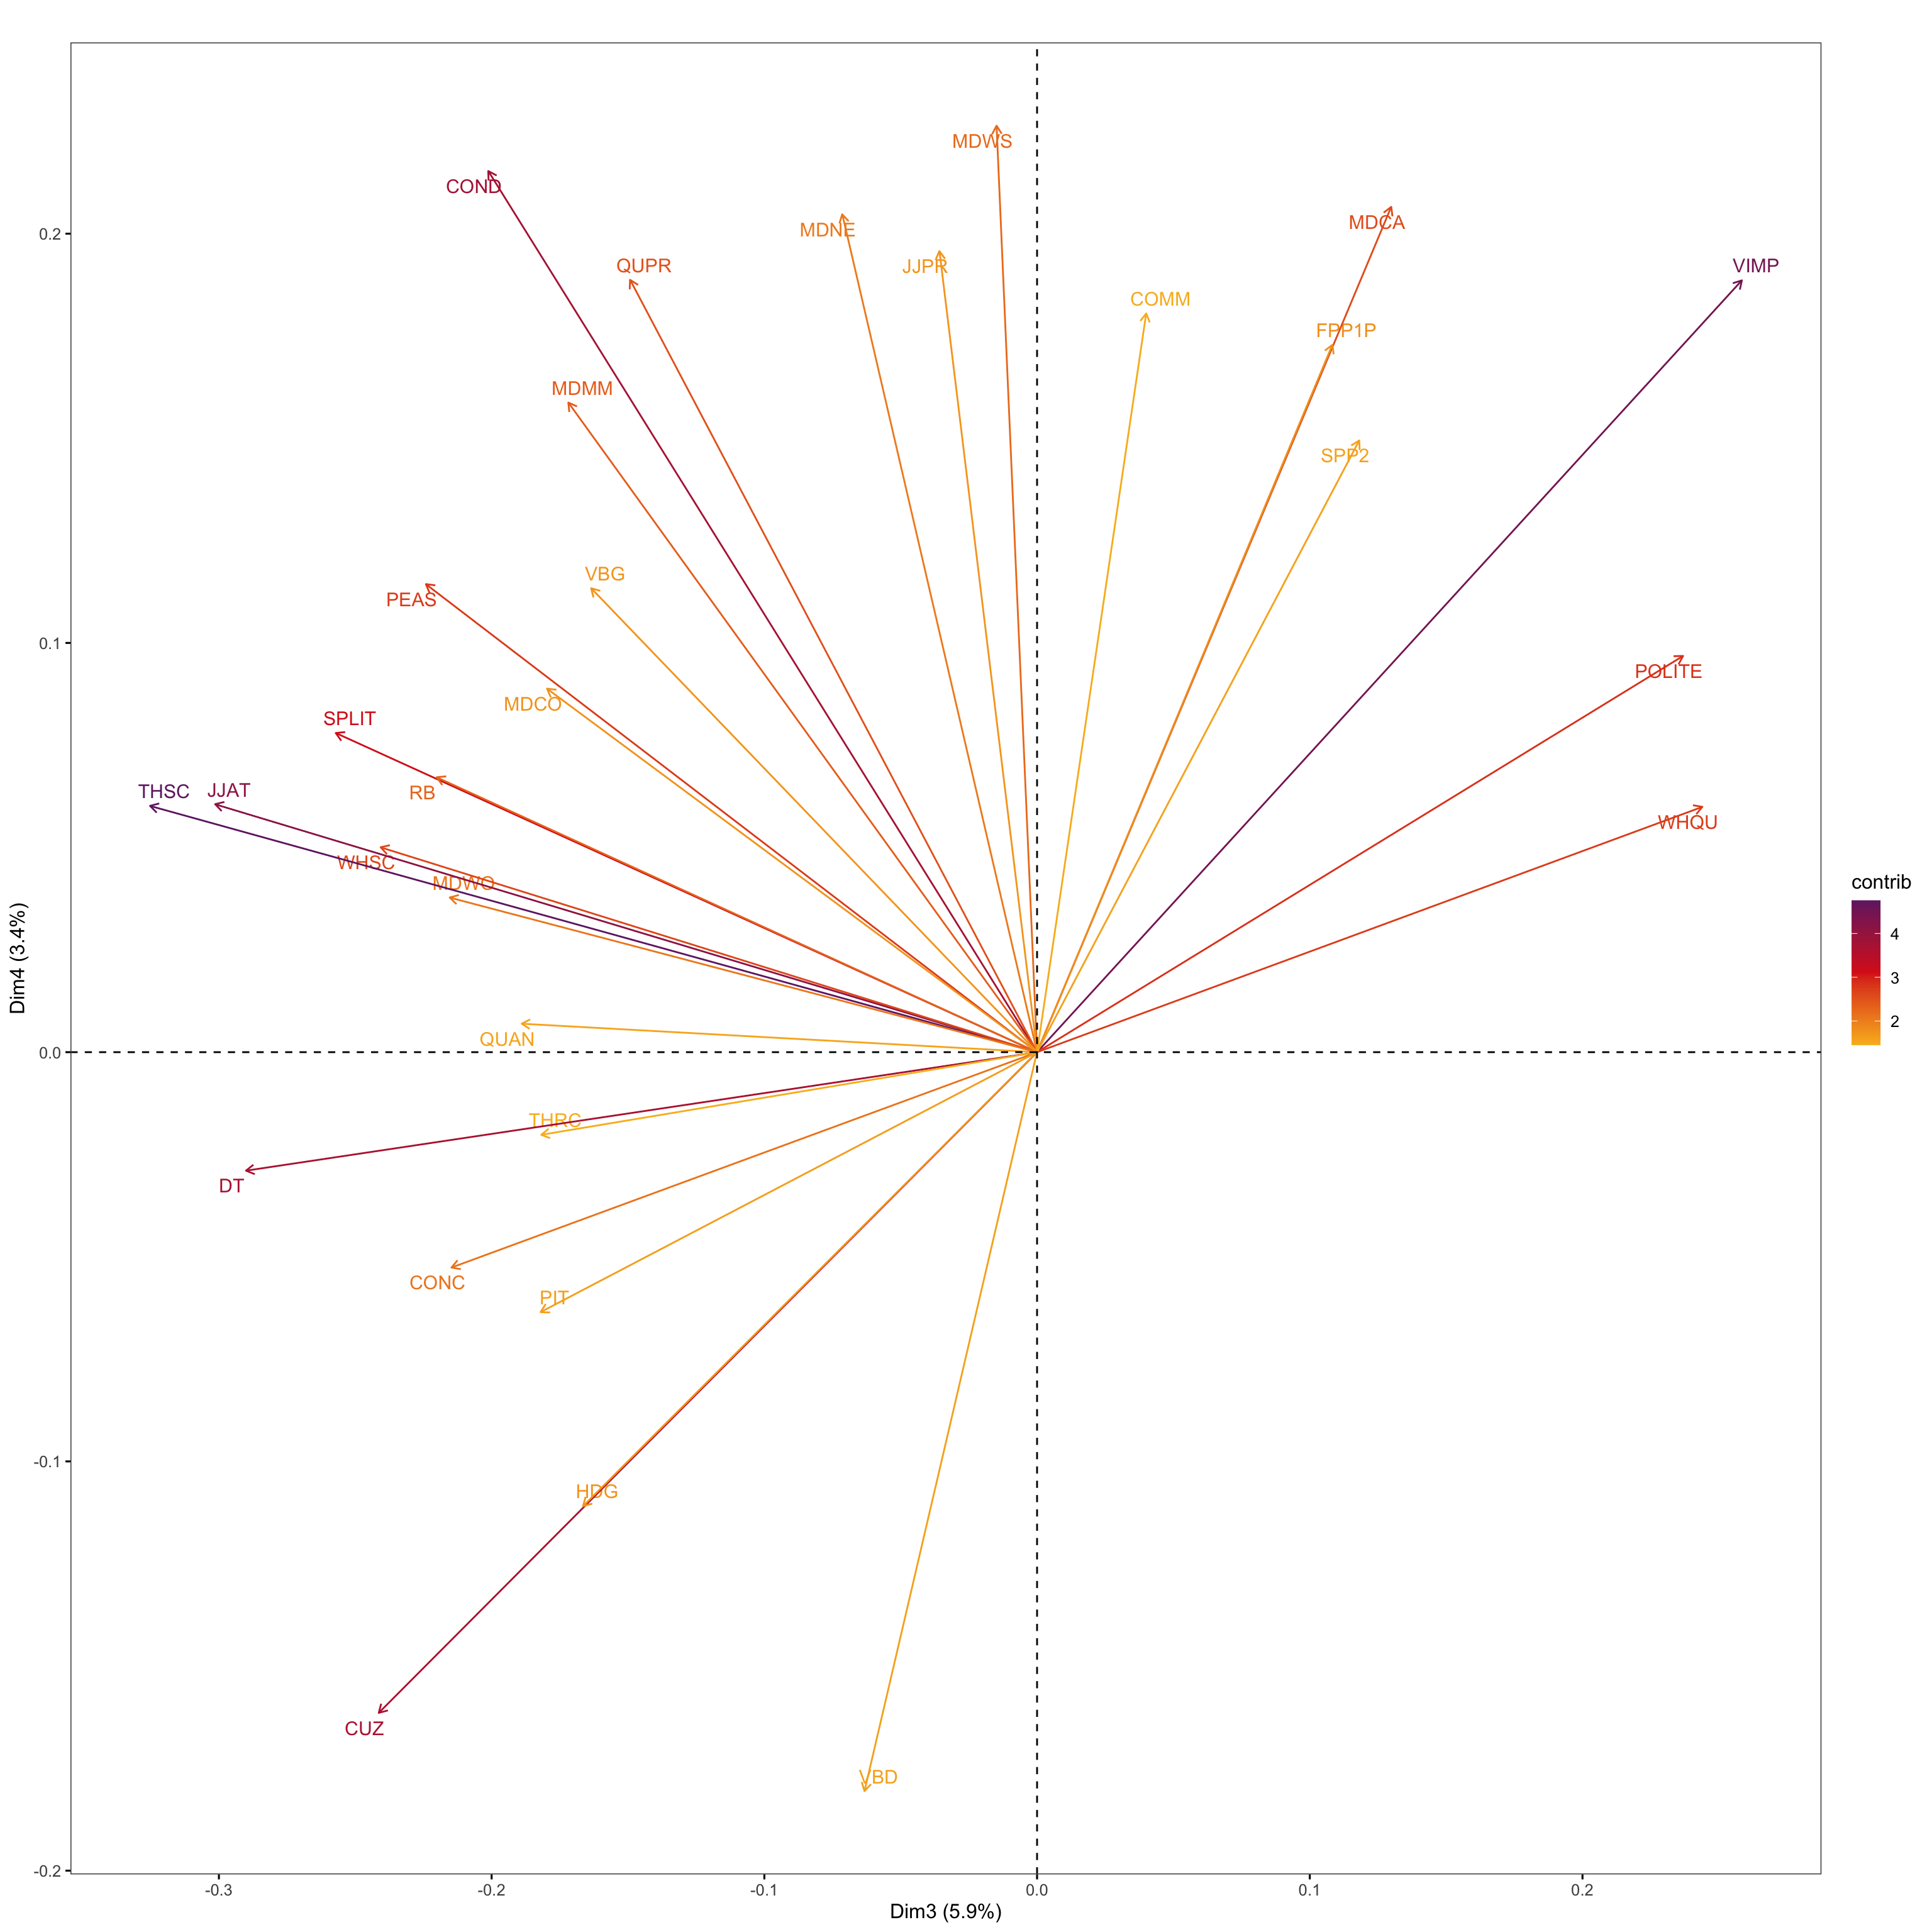 MDWS
COND
MDCA
MDNE
QUPR
JJPR
VIMP
COMM
FPP1P
MDMM
SPP2
VBG
PEAS
POLITE
MDCO
SPLIT
THSC
JJAT
RB
WHQU
WHSC
MDWO
QUAN
THRC
DT
CONC
PIT
HDG
CUZ
VBD
0.2
0.1
0.0
-0.1
-0.2
Dim4 (3.4%)
-0.3
-0.2
-0.1
0.0
0.1
0.2
Dim3 (5.9%)
contrib
4
3
2